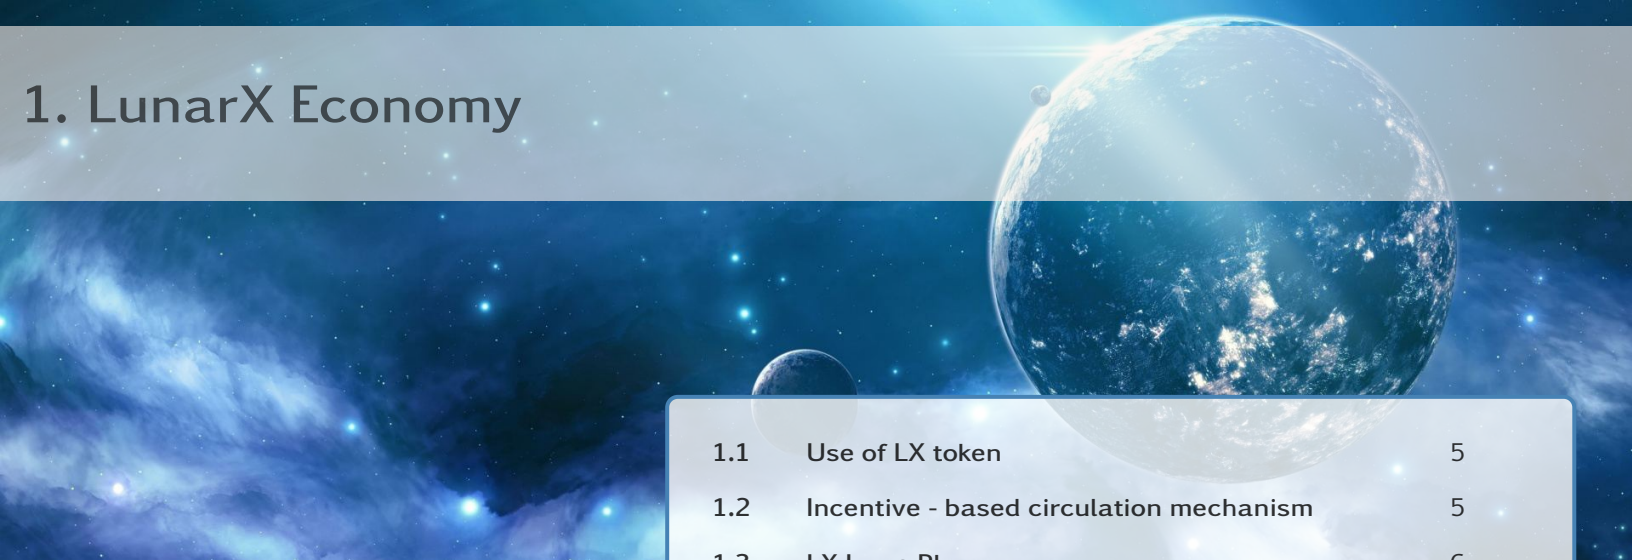 1. LunarX Economy
1.1 Use of LX token 5
1.2 Incentive - based circulation mechanism 5